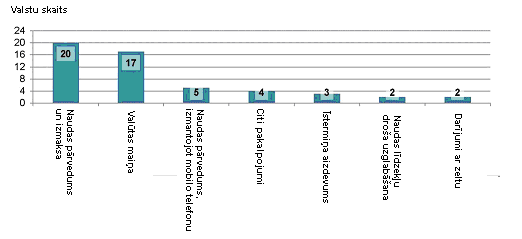 Valstu skaits
24
20
16
12
8
4
0
20
17
5
4
3
2
2
Naudas pārvedums
un izmaksa
Valūtas maiņa
Naudas pārvedums,
izmantojot mobilo telefonu
Citi pakalpojumi
Īstermiņa aizdevums
Naudas līdzekļu
droša uzglabāšana
Darījumi ar zeltu